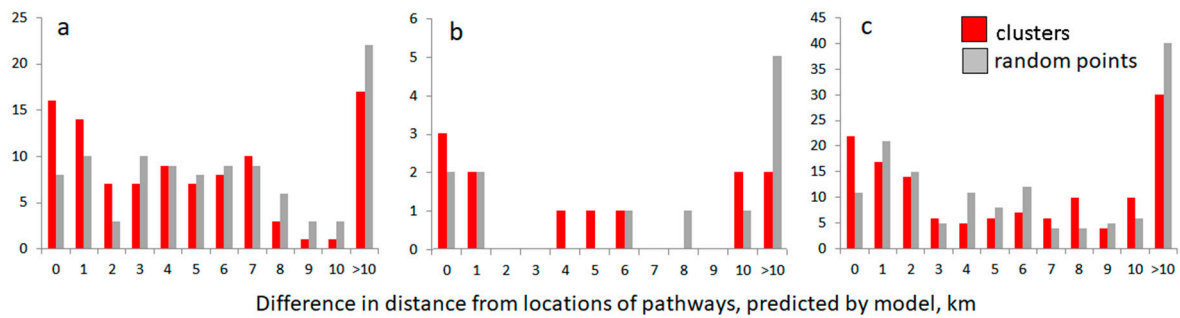 a
25
20
15
10
5
0
0 1 2 3 4 5 6 7 8 9 10 >10
b
6
5
4
3
2
1
0
0 1 2 3 4 5 6 7 8 9 10 >10
c
clusters
random points
45
40
35
30
25
20
15
10
5
0
0 1 2 3 4 5 6 7 8 9 10 >10
Difference in distance from locations of pathways, predicted by model, km